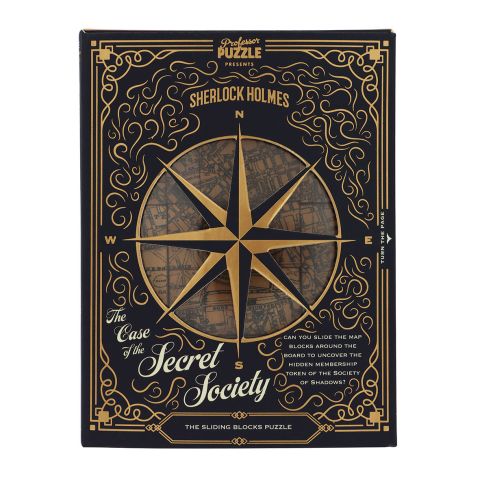 Professor
PUZZLE
PRESENTS
SHERLOCK HOLMES
N
W
E
S
TURN THE PAGE
The
Case
of the
Secret
Society
CAN YOU SLIDE THE MAP
BLOCKS AROUND THE
BOARD TO UNCOVER THE
HIDDEN MEMBERSHIP
TOKEN OF THE SOCIETY
OF SHADOWS?
THE SLIDING BLOCKS PUZZLE